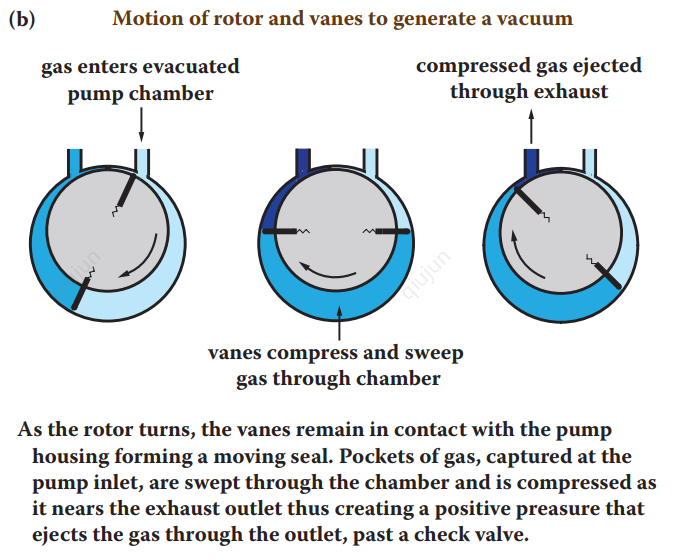 (b) Motion of rotor and vanes to generate a vacuum
gas enters evacuated
pump chamber
compressed gas ejected
through exhaust
qiujun
vanes compress and sweep
gas through chamber
As the rotor turns, the vanes remain in contact with the pump
housing forming a moving seal. Pockets of gas, captured at the
pump inlet, are swept through the chamber and is compressed as
it nears the exhaust outlet thus creating a positive preasure that
ejects the gas through the outlet, past a check valve.